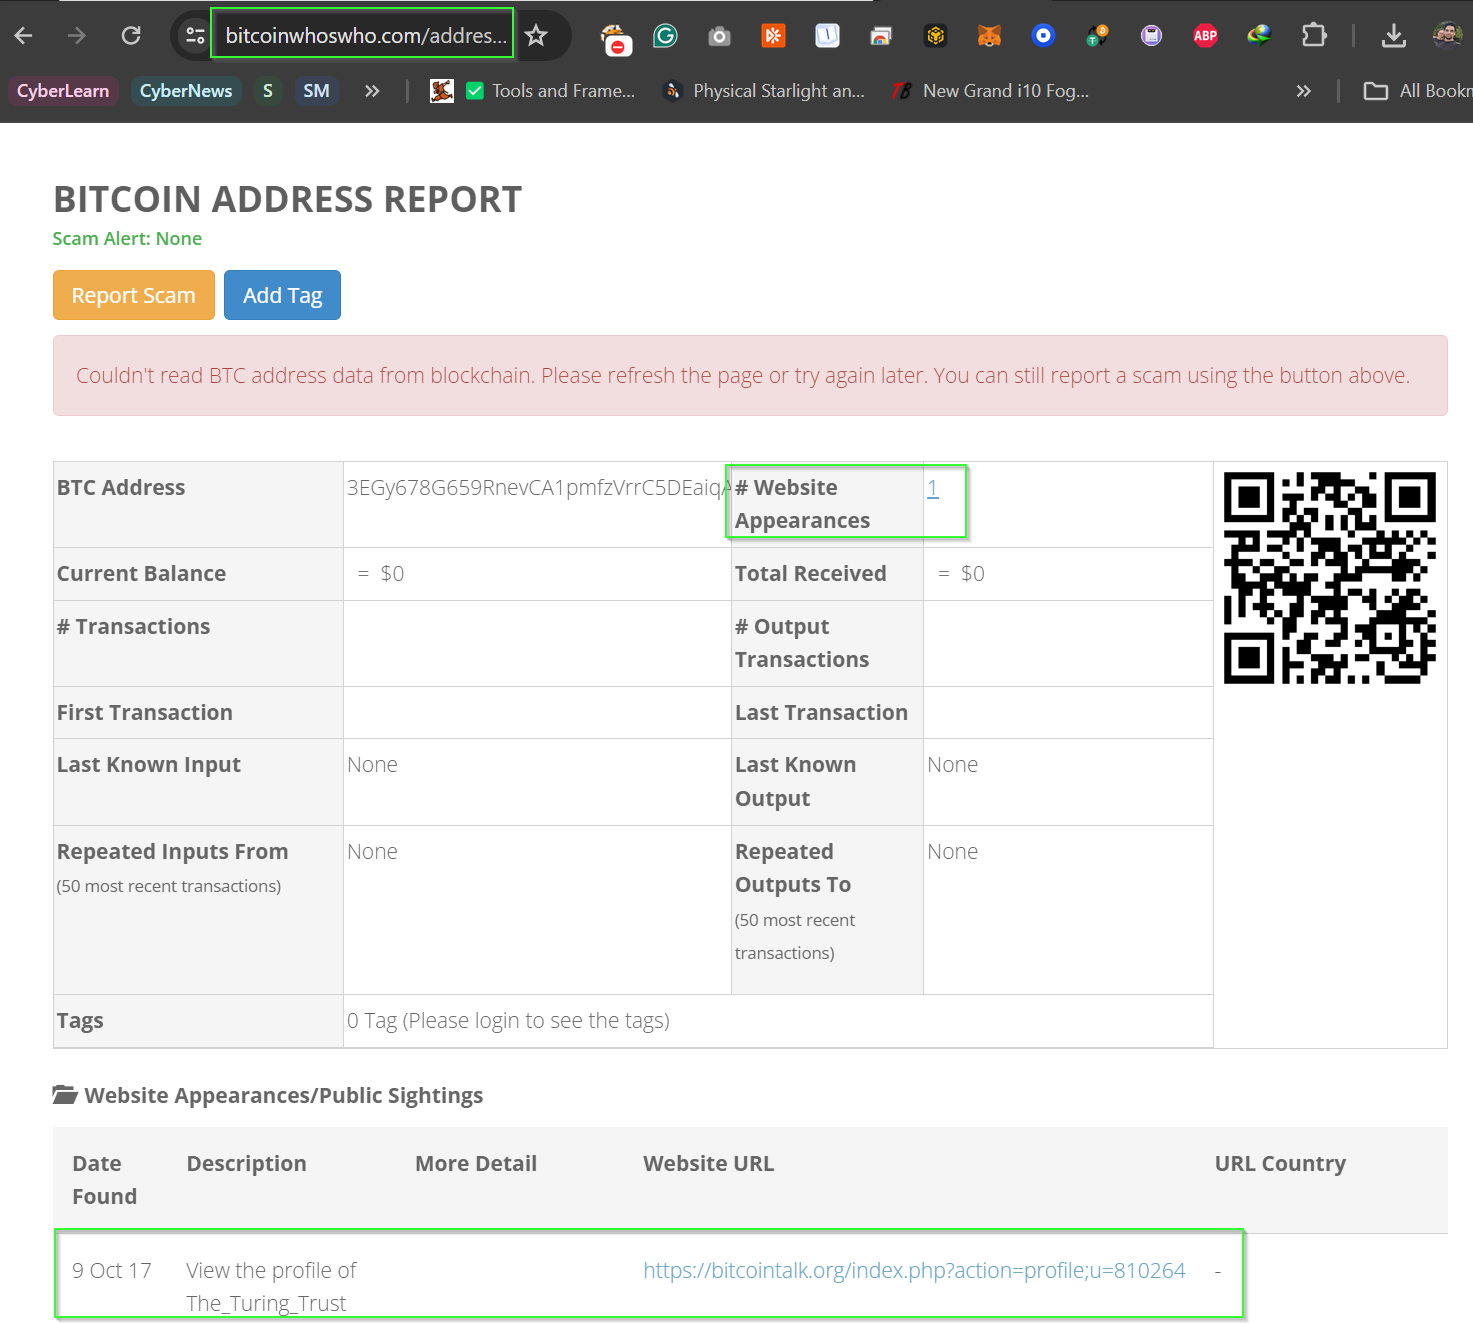 bitcoinwhoswho.com/addres...
ABP
CyberLearn
CyberNews
S
SM
»
Tools and Frame...
Physical Starlight an...
TB
New Grand i10 Fog...
»
All Bookm
BITCOIN ADDRESS REPORT
Scam Alert: None
Report Scam
Add Tag
Couldn't read BTC address data from blockchain. Please refresh the page or try again later. You can still report a scam using the button above.
BTC Address
3EGy678G659RnevCA1pmfzVrrC5DEaiqA
# Website
Appearances
1
Current Balance
= $0
Total Received
= $0
# Transactions
# Output
Transactions
First Transaction
Last Transaction
Last Known Input
None
Last Known
Output
None
Repeated Inputs From
(50 most recent transactions)
None
Repeated
Outputs To
(50 most recent
transactions)
None
Tags
0 Tag (Please login to see the tags)
Website Appearances/Public Sightings
Date
Found
Description
More Detail
Website URL
URL Country
9 Oct 17
View the profile of
The_Turing_Trust
https://bitcointalk.org/index.php?action=profile;u=810264
-